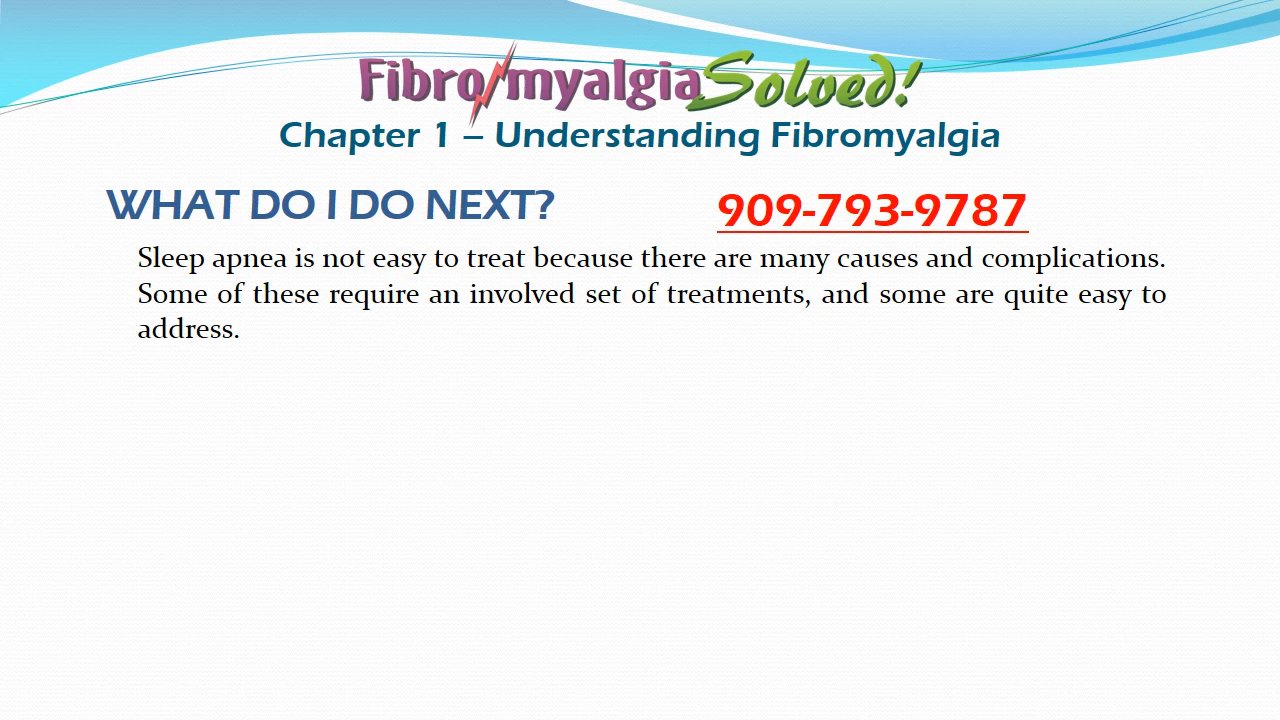 Fibromyalgia Solved!
Chapter 1 – Understanding Fibromyalgia
WHAT DO I DO NEXT?
909-793-9787
Sleep apnea is not easy to treat because there are many causes and complications.
Some of these require an involved set of treatments, and some are quite easy to
address.